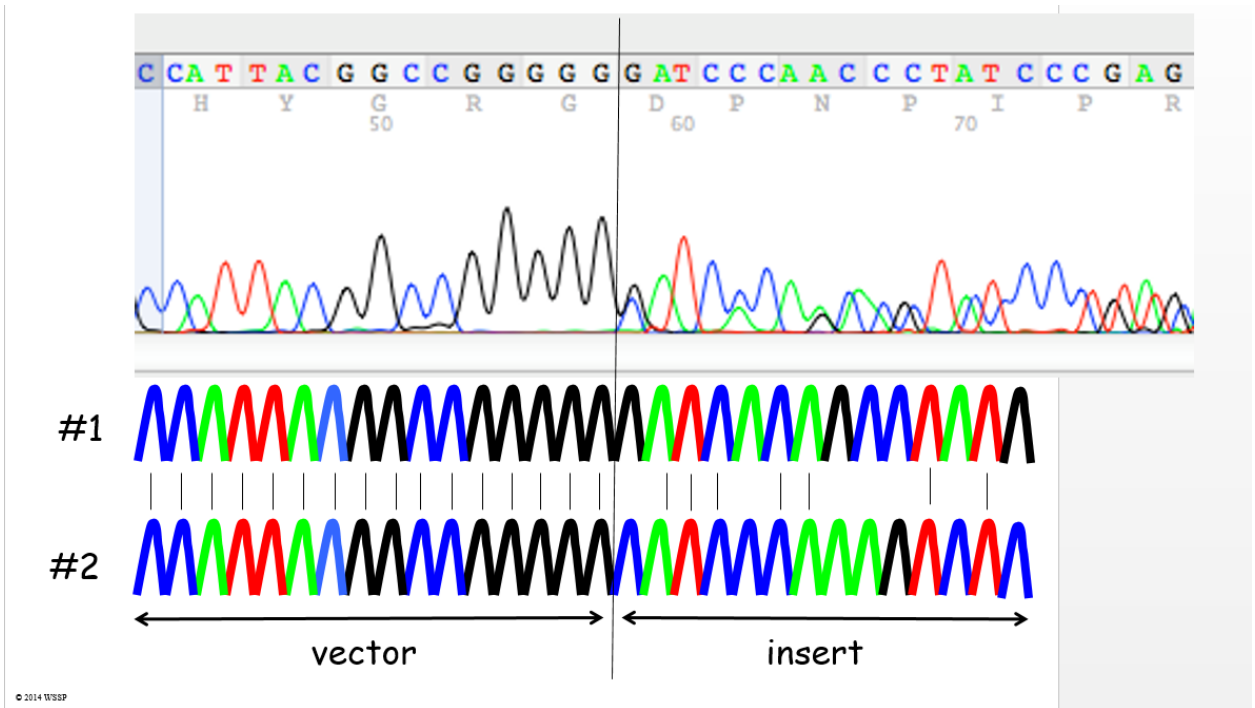 C C A T T A C G G C C G G G G G G A T C C C A A C C C T A T C C C G A G
H Y G R G D P N P I P R
50 60 70
#1
#2
vector insert
© 2014 WSSP